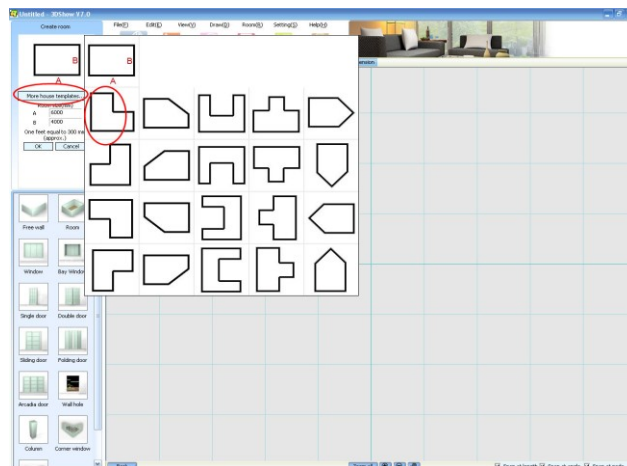 Untitled - 3DShow V7.0
Create room
File(F) Edit(E) View(V) Draw(D) Room(R) Setting(S) Help(H)
B
A
B
A
More house templates...
A 6000
B 4000
One feet equal to 300 mm
(approx.)
OK Cancel
Free wall Room
Window Bay Window
Single door Double door
Sliding door Folding door
Arcadia door Wall hole
Column Corner window